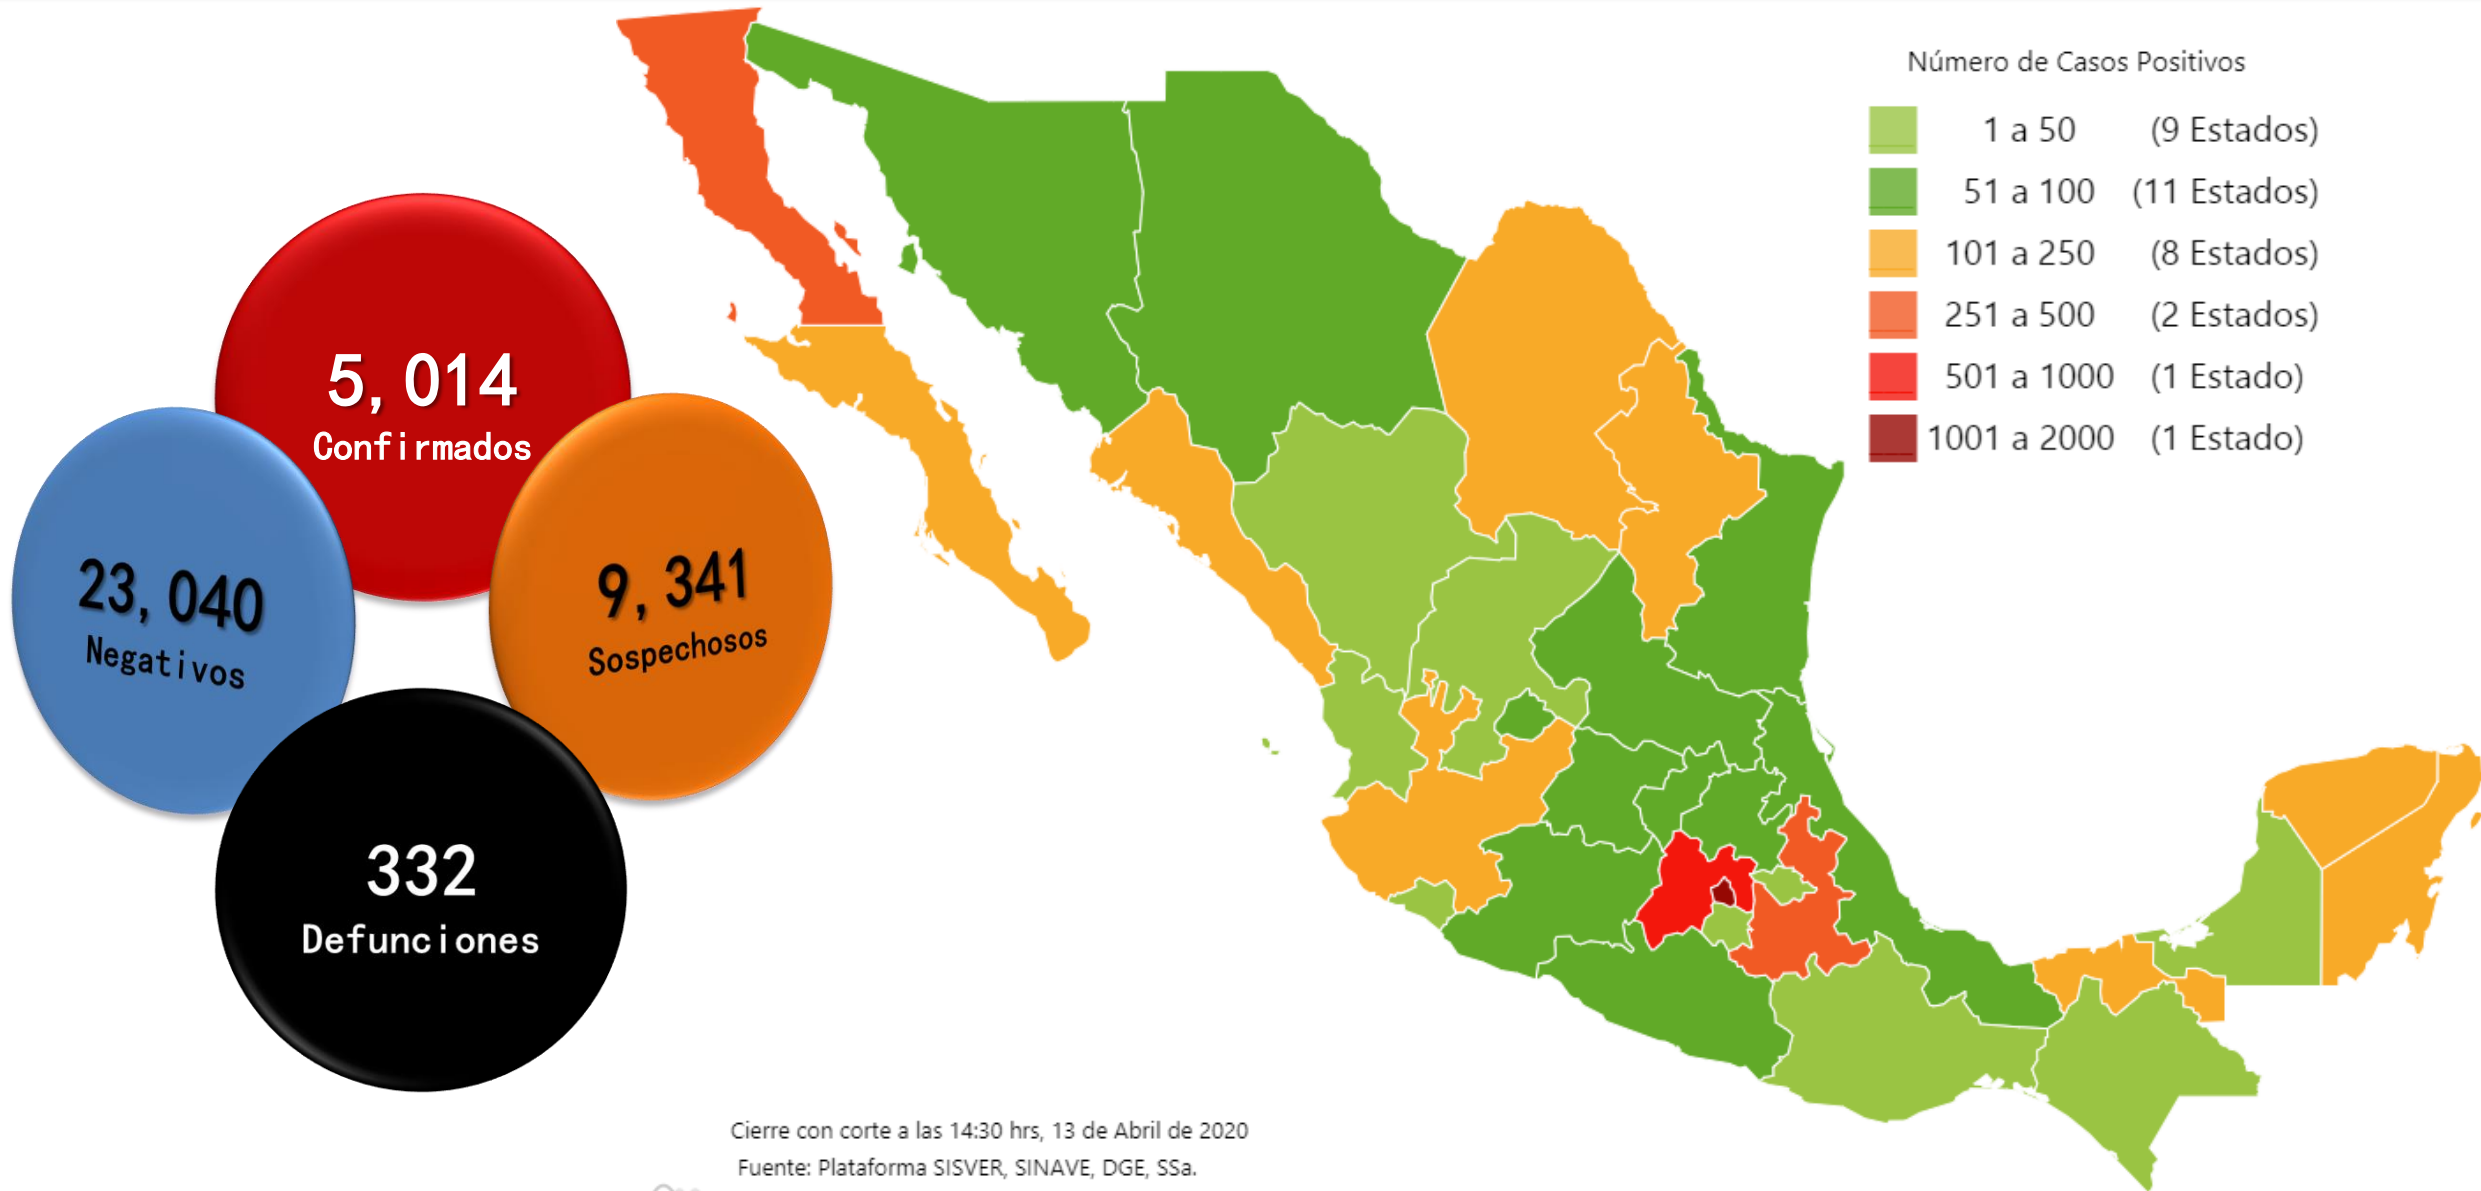 Número de Casos Positivos
1 a 50 (9 Estados)
51 a 100 (11 Estados)
101 a 250 (8 Estados)
251 a 500 (2 Estados)
501 a 1000 (1 Estado)
1001 a 2000 (1 Estado)
5,014
Confirmados
23,040
Negativos
9,341
Sospechosos
332
Defunciones
Cierre con corte a las 14:30 hrs, 13 de Abril de 2020
Fuente: Plataforma SISVER, SINAVE, DGE, SSa.